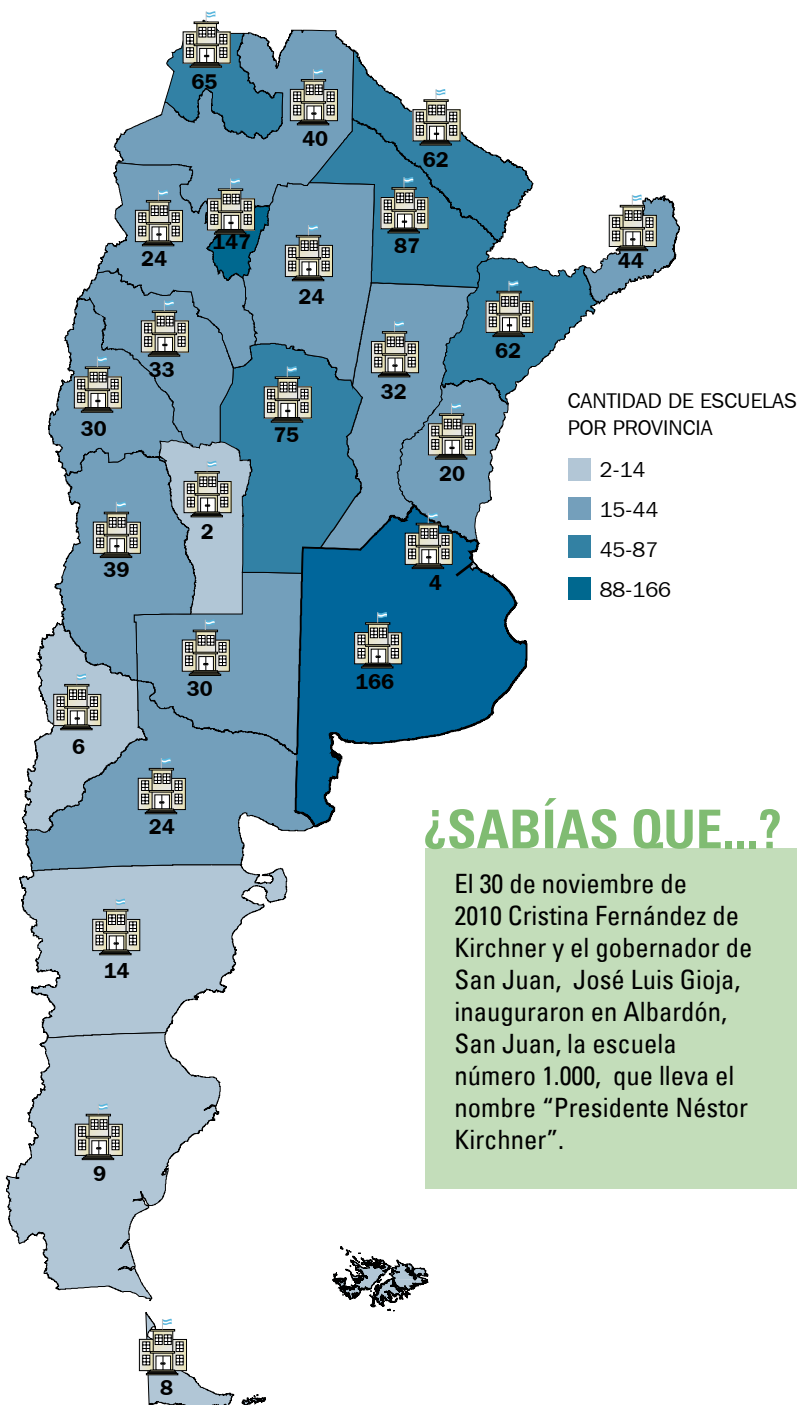 65
40
62
24
147
87
24
44
33
62
32
30
75
20
2
39
4
30
166
6
24
14
9
8
CANTIDAD DE ESCUELAS
POR PROVINCIA
2-14
15-44
45-87
88-166
¿SABÍAS QUE...?
El 30 de noviembre de
2010 Cristina Fernández de
Kirchner y el gobernador de
San Juan, José Luis Gioja,
inauguraron en Albardón,
San Juan, la escuela
número 1.000, que lleva el
nombre “Presidente Néstor
Kirchner”.